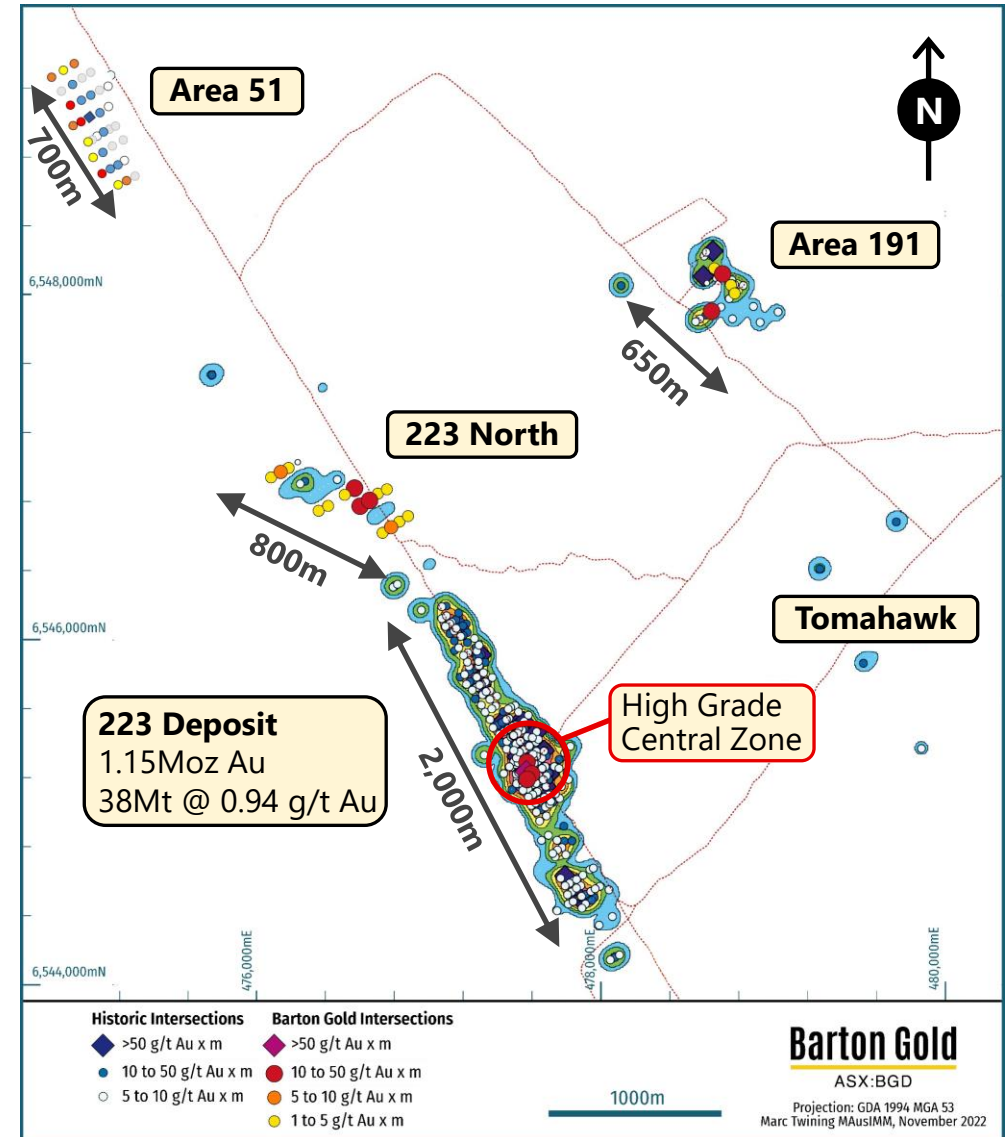 Area 51
N
700m
Area 191
6,548,000mN
650m
223 North
800m
Tomahawk
6,546,000mN
High Grade
Central Zone
223 Deposit
1.15Moz Au
38Mt @ 0.94 g/t Au
2,000m
476,000mE
478,000mE
480,000mE
6,544,000mN
Historic Intersections
>50 g/t Au x m
10 to 50 g/t Au x m
5 to 10 g/t Au x m
Barton Gold Intersections
>50 g/t Au x m
10 to 50 g/t Au x m
5 to 10 g/t Au x m
1 to 5 g/t Au x m
1000m
Barton Gold
ASX:BGD
Projection: GDA 1994 MGA 53
Marc Twining MAusIMM, November 2022